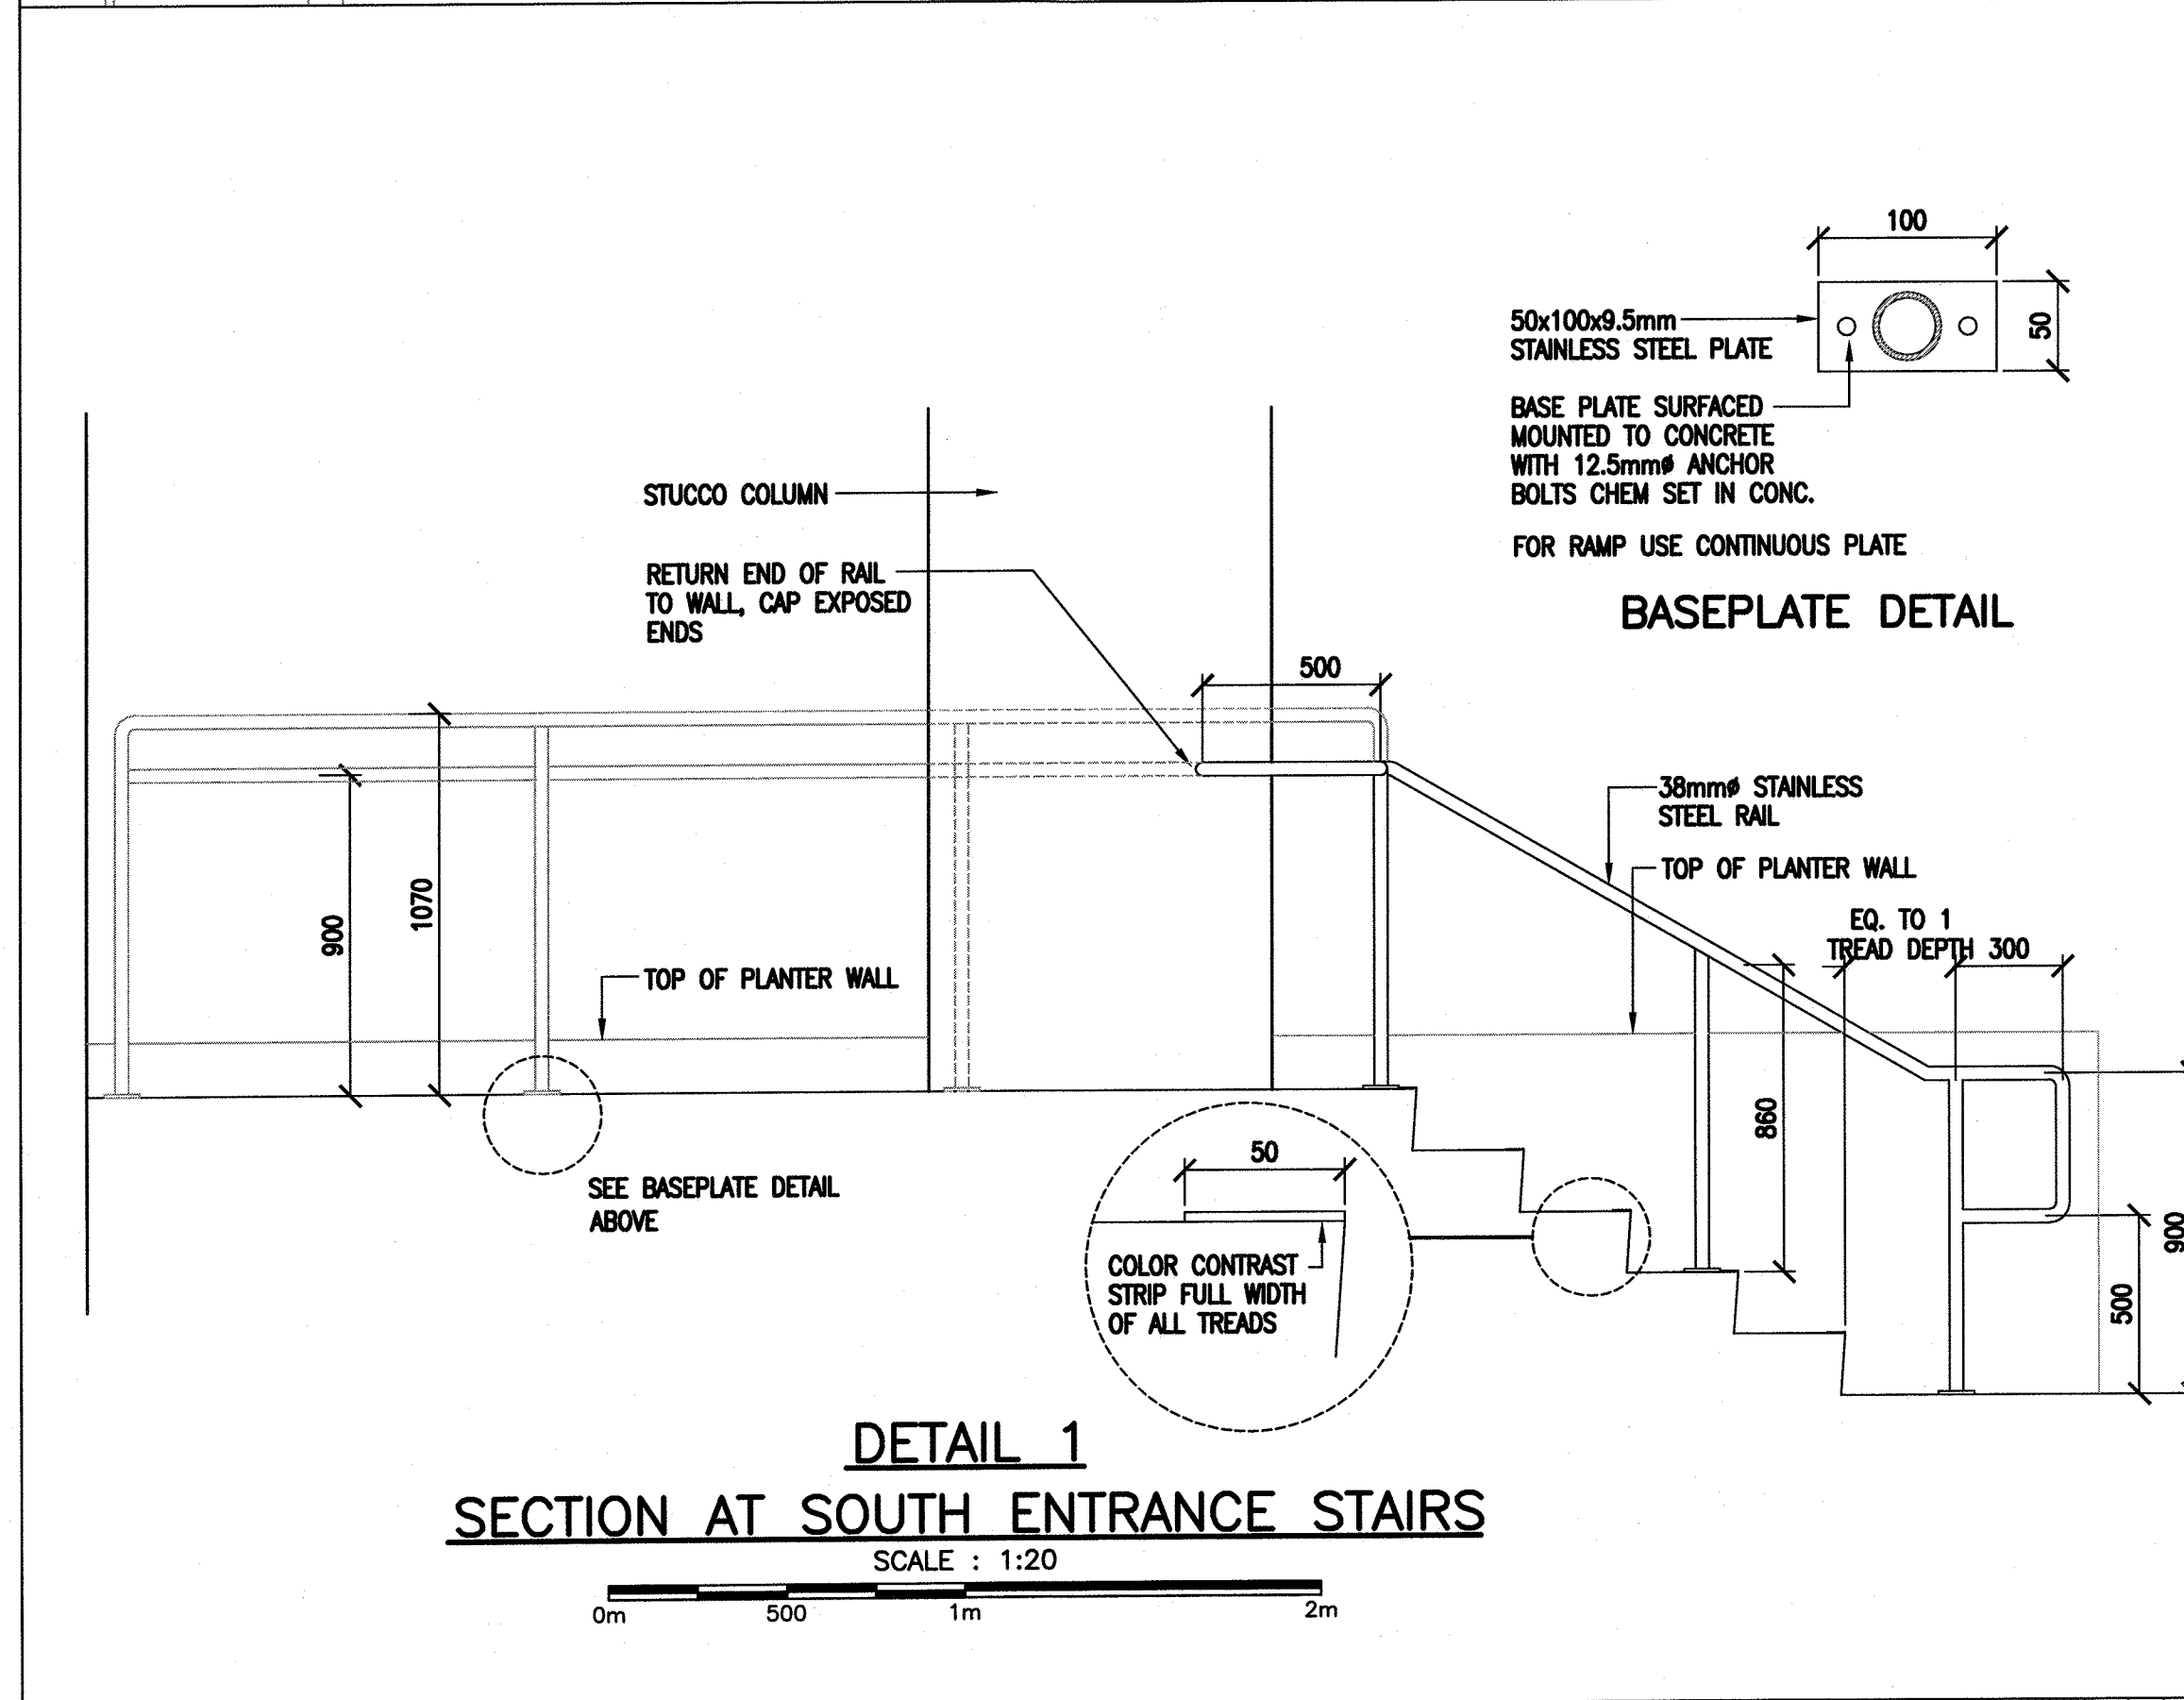 100
50x100x9.5mm
STAINLESS STEEL PLATE
50
BASE PLATE SURFACED
MOUNTED TO CONCRETE
WITH 12.5mmø ANCHOR
BOLTS CHEM SET IN CONC.
FOR RAMP USE CONTINUOUS PLATE
BASEPLATE DETAIL
STUCCO COLUMN
RETURN END OF RAIL
TO WALL, CAP EXPOSED
ENDS
500
38mmø STAINLESS
STEEL RAIL
TOP OF PLANTER WALL
EQ. TO 1
TREAD DEPTH 300
900
1070
TOP OF PLANTER WALL
860
900
500
SEE BASEPLATE DETAIL
ABOVE
50
COLOR CONTRAST
STRIP FULL WIDTH
OF ALL TREADS
DETAIL 1
SECTION AT SOUTH ENTRANCE STAIRS
SCALE : 1:20
0m 500 1m 2m